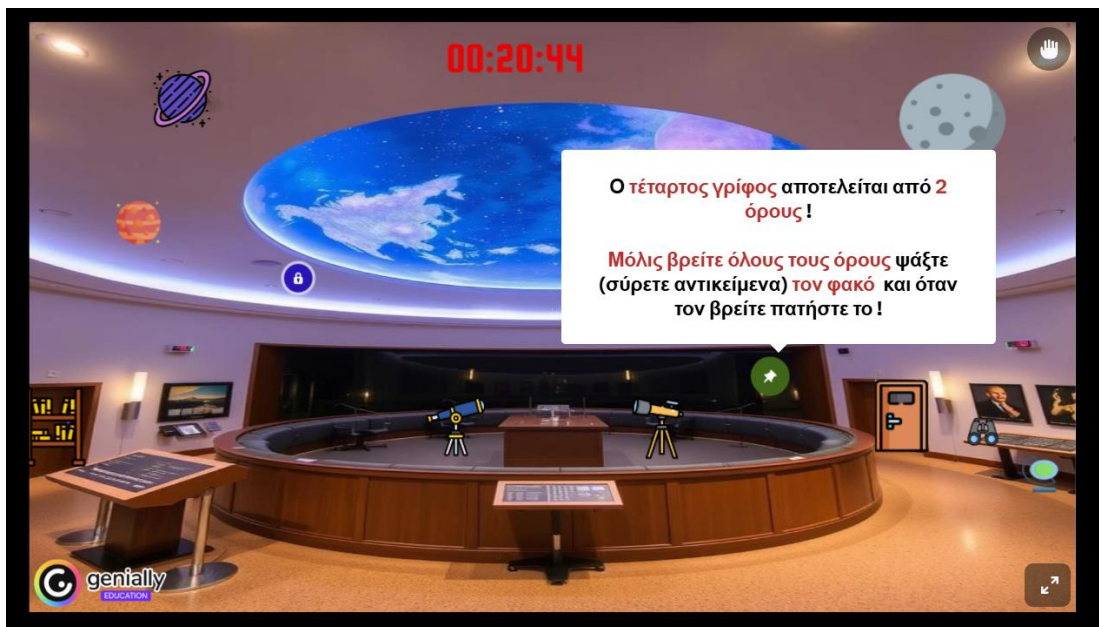 00:20:44
Ο τέταρτος γρίφος αποτελείται από 2
όρους !
Μόλις βρείτε όλους τους όρους ψάξτε
(σύρετε αντικείμενα) τον φακό και όταν
τον βρείτε πατήστε το !
genially
EDUCATION